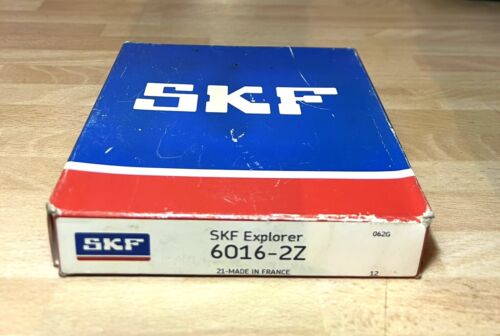 SKF
SKF
SKF Explorer
062G
6016-2Z
21-MADE IN FRANCE
12